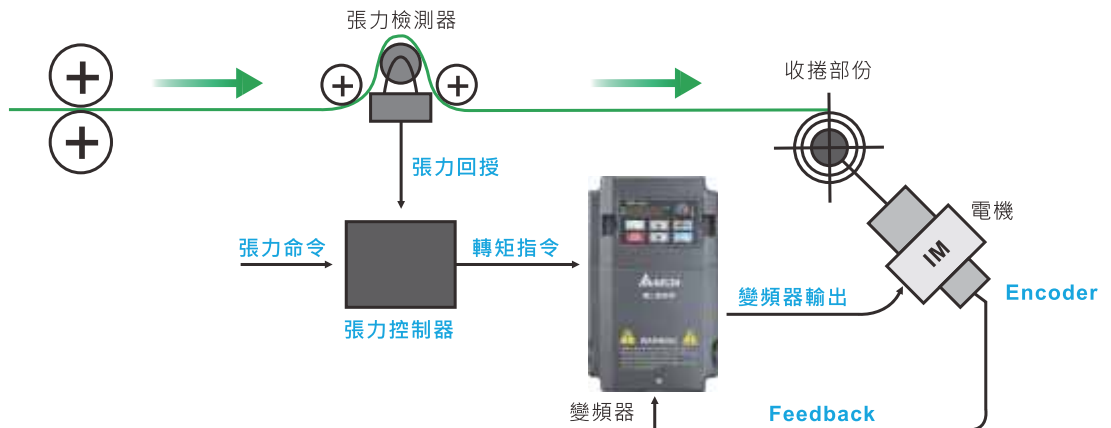 張力檢測器
收捲部份
張力回授
電機
IM
張力命令
轉矩指令
變頻器輸出
Encoder
張力控制器
WARNING
變頻器
Feedback